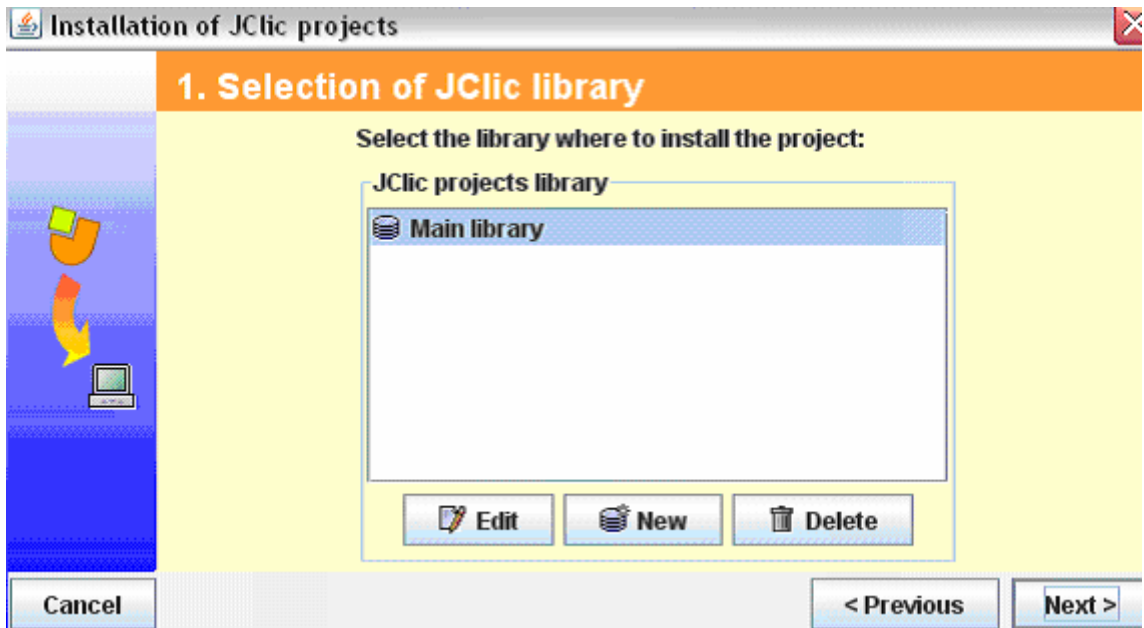 Installation of JClic projects
1. Selection of JClic library
Select the library where to install the project:
JClic projects library
Main library
Edit New Delete
Cancel < Previous Next >